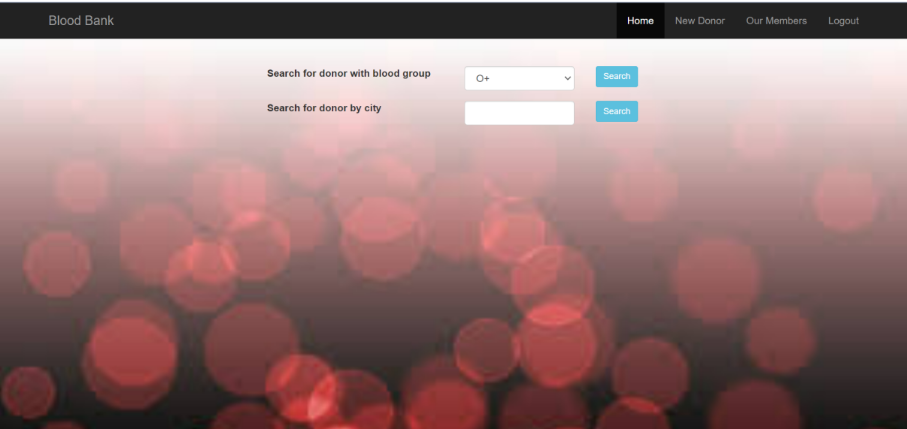 Blood Bank Home New Donor Our Members Logout
Search for donor with blood group O+ Search
Search for donor by city Search